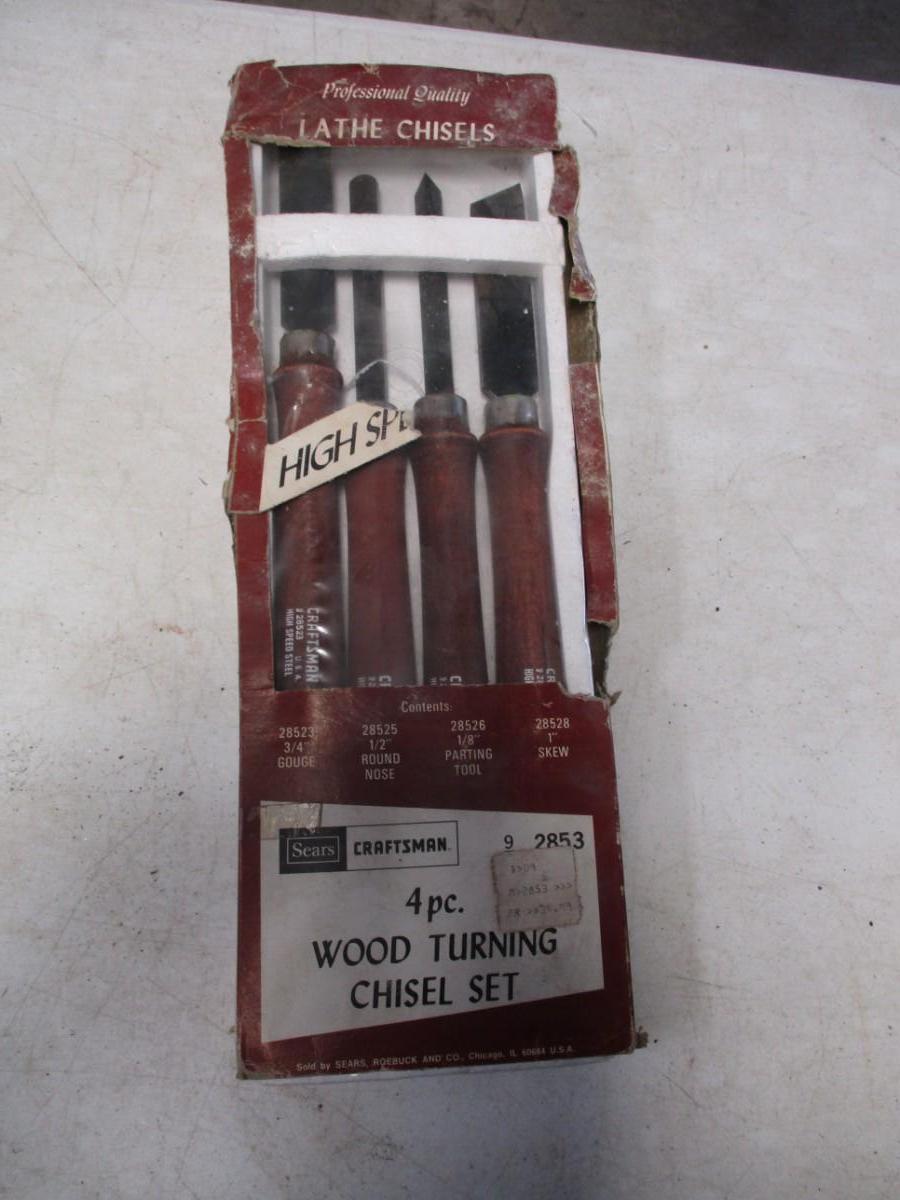 Professional Quality
LATHE CHISELS
HIGH SPE
CRAFTSMAN
# 28523 U.S.A.
HIGH SPEED STEEL
Contents:
28523
3/4"
GOUGE
28525
1/2"
ROUND
NOSE
28526
1/8"
PARTING
TOOL
28528
1"
SKEW
Sears CRAFTSMAN
9 2853
4 pc.
WOOD TURNING
CHISEL SET
Sold by SEARS, ROEBUCK AND CO., Chicago, IL 60684 U.S.A.